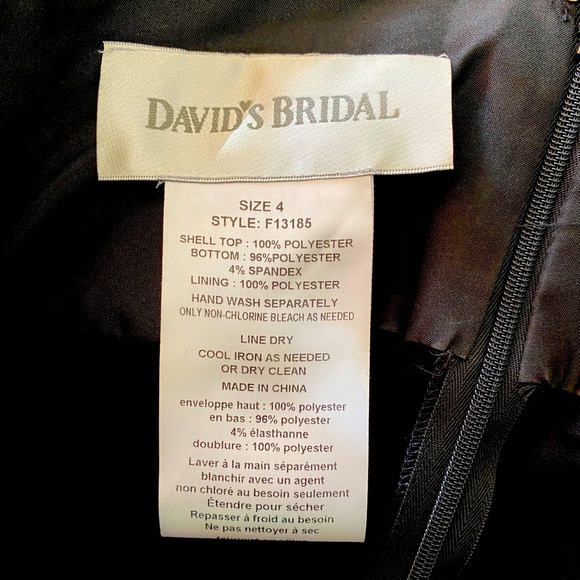 DAVID'S BRIDAL
SIZE 4
STYLE: F13185
SHELL TOP : 100% POLYESTER
BOTTOM : 96%POLYESTER
4% SPANDEX
LINING : 100% POLYESTER
HAND WASH SEPARATELY
ONLY NON-CHLORINE BLEACH AS NEEDED
LINE DRY
COOL IRON AS NEEDED
OR DRY CLEAN
MADE IN CHINA
enveloppe haut : 100% polyester
en bas : 96% polyester
4% élasthanne
doublure : 100% polyester
Laver à la main séparément
blanchir avec un agent
non chloré au besoin seulement
Étendre pour sécher
Repasser à froid au besoin
Ne pas nettoyer à sec